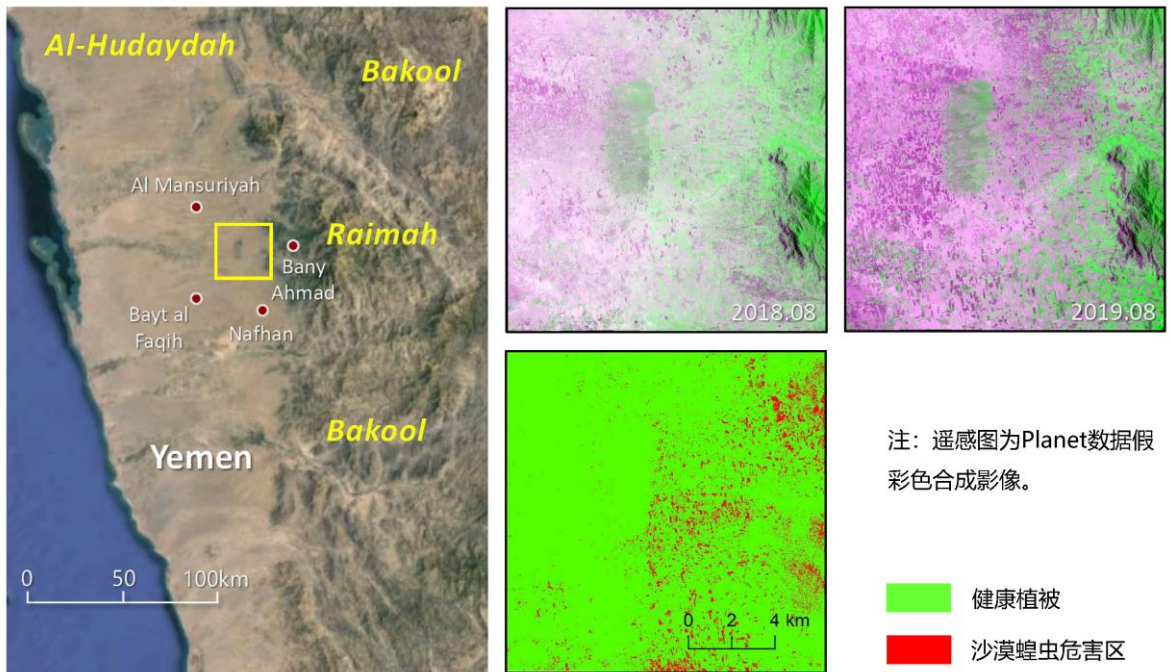 Al-Hudaydah
Bakool
Al Mansuriyah
Raimah
Bany
Ahmad
Bayt al
Faqih
Nafhan
Bakool
Yemen
0 50 100km
2018.08
2019.08
0 2 4 km
注：遥感图为Planet数据假
彩色合成影像。
健康植被
沙漠蝗虫危害区